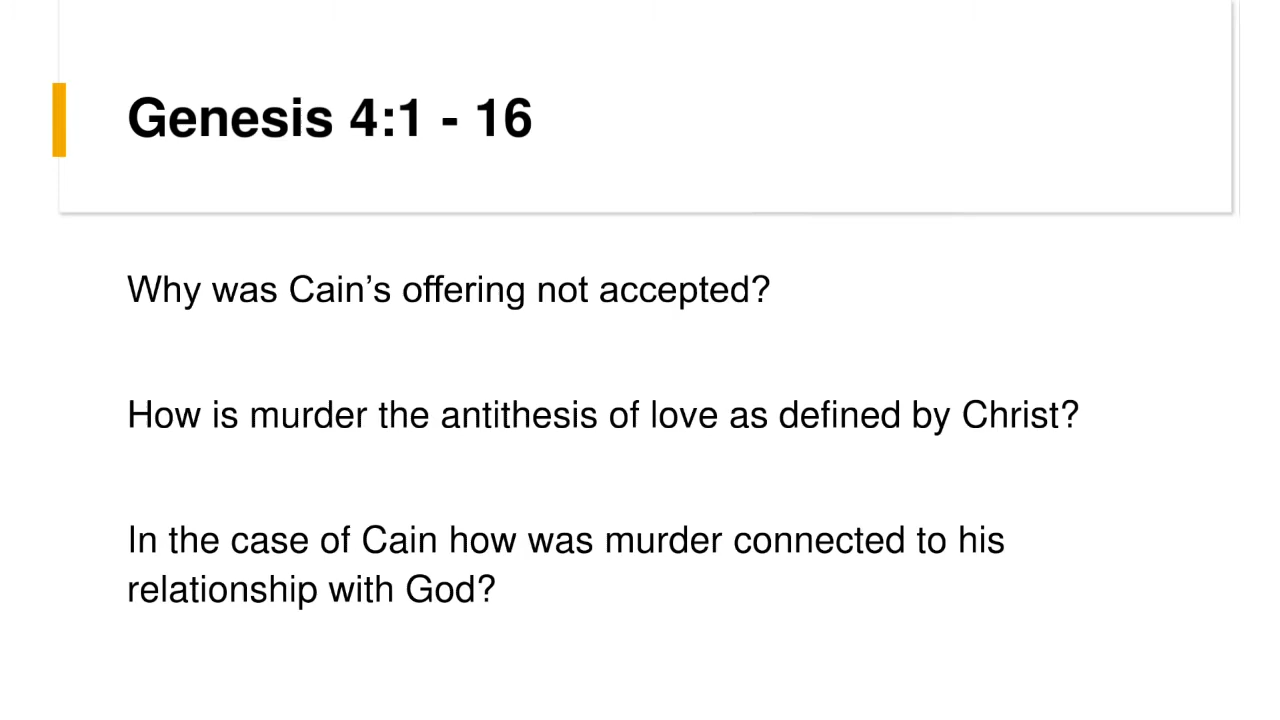 Genesis 4:1 - 16
Why was Cain’s offering not accepted?
How is murder the antithesis of love as defined by Christ?
In the case of Cain how was murder connected to his
relationship with God?